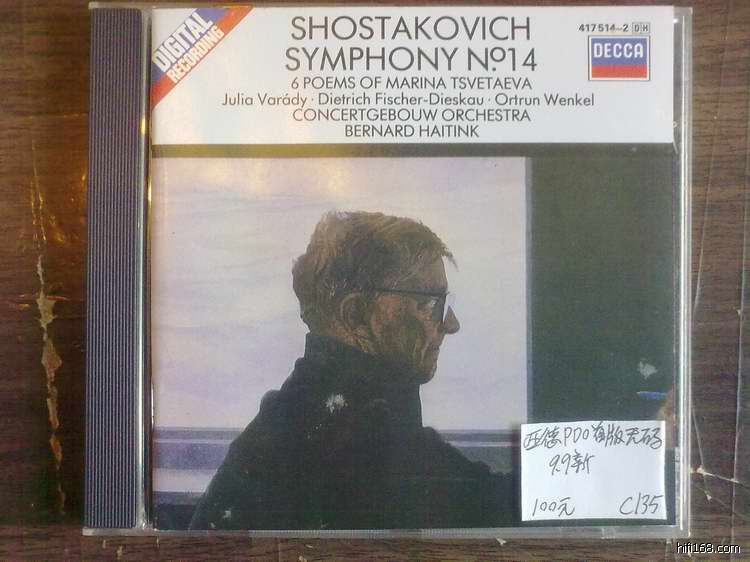 DIGITAL
RECORDING
SHOSTAKOVICH
SYMPHONY Nº14
6 POEMS OF MARINA TSVETAEVA
Julia Varády · Dietrich Fischer-Dieskau · Ortrun Wenkel
CONCERTGEBOUW ORCHESTRA
BERNARD HAITINK
417 514-2 DH
DECCA
西德PDO首版无码
9.9新
100元 C135
hifi168.com